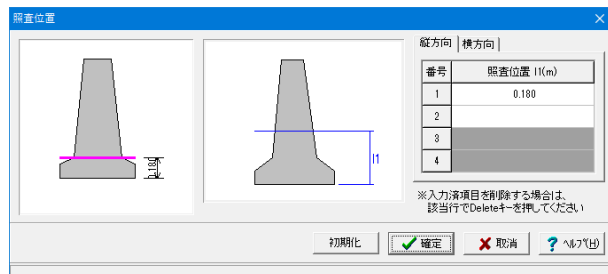 照査位置
縦方向 横方向
番号 照査位置 l1(m)
1 0.180
2
3
4
0.180
l1
※入力済項目を削除する場合は、
該当行でDeleteキーを押してください
初期化 確定 取消 ? ヘルプ(H)